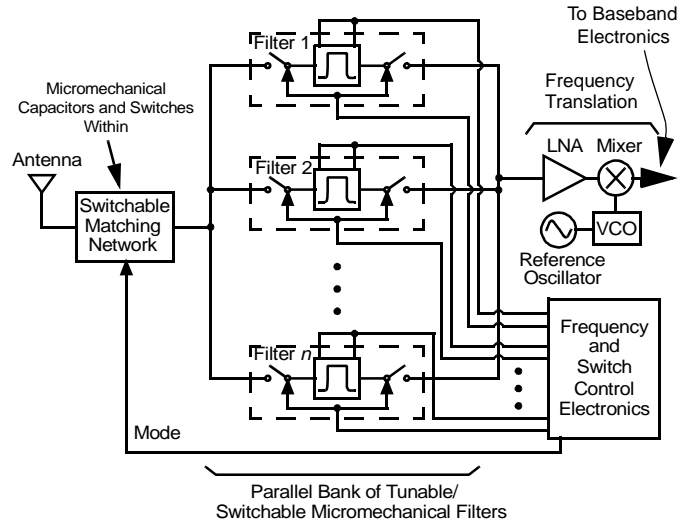 To Baseband
Electronics
Filter 1
Micromechanical
Capacitors and Switches
Within
Frequency
Translation
Antenna
LNA Mixer
Filter 2
Switchable
Matching
Network
VCO
Reference
Oscillator
Frequency
and
Switch
Control
Electronics
Filter n
Mode
Parallel Bank of Tunable/
Switchable Micromechanical Filters